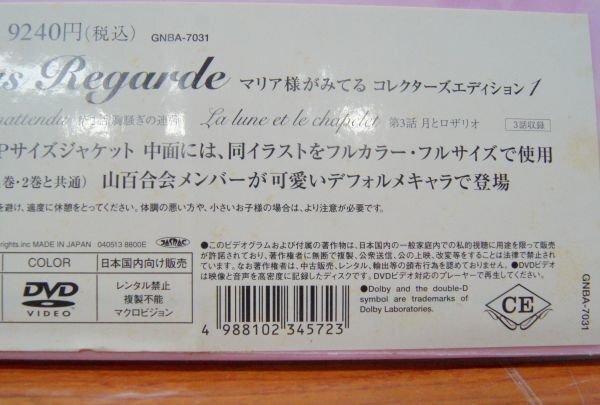 9240円(税込) GNBA-7031
us Regarde マリア様がみてる コレクターズエディション 1
胸騒ぎの La lune et le chapelet 第3話 月とロザリオ 3話収録
Pサイズジャケット 中面には、同イラストをフルカラー・フルサイズで使用
巻・2巻と共通) 山百合会メンバーが可愛いデフォルメキャラで登場
を避け、適度に休憩をとってください。体調の悪い方や、小さいお子様の場合は、より注意が必要です。
rights.inc MADE IN JAPAN 040513 8800E JASRAC
COLOR 日本国内向け販売
DVD VIDEO
レンタル禁止
複製不能
マクロビジョン
●このビデオグラムおよび付属の著作物は、日本国内の一般家庭内での私的視聴に用途を限って販売
が許諾されており、著作権者に無断で複製、公衆送信、公の上映、改変等をすることは法律で禁止され
ています。なお著作権者は、中古販売、レンタル、輸出等の頒布行為を認めておりません。●DVDビデオ
は映像と音声を高密度に記録したディスクです。DVDビデオ対応のプレーヤーで再生してください。
4 988102 345723
●Dolby and the double-D
symbol are trademarks of
Dolby Laboratories.
CE
GNBA-7031